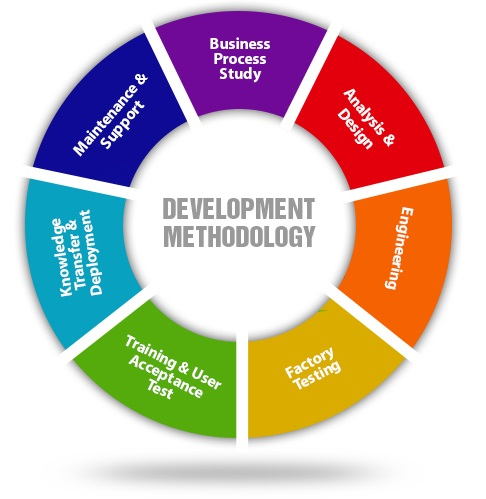 Business
Process
Study
Analysis &
Design
Engineering
Factory
Testing
Training & User
Acceptance
Test
Knowledge
Transfer &
Deployment
Maintenance &
Support
DEVELOPMENT
METHODOLOGY